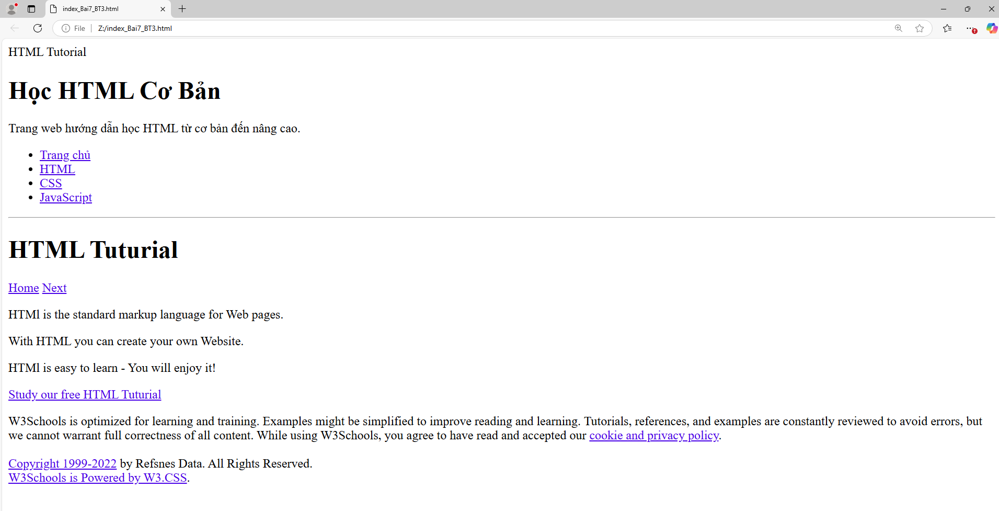 index_Bai7_BT3.html
File
Z:/index_Bai7_BT3.html
HTML Tutorial
Học HTML Cơ Bản
Trang web hướng dẫn học HTML từ cơ bản đến nâng cao.
Trang chủ
HTML
CSS
JavaScript
HTML Tuturial
Home Next
HTMl is the standard markup language for Web pages.
With HTML you can create your own Website.
HTMl is easy to learn - You will enjoy it!
Study our free HTML Tuturial
W3Schools is optimized for learning and training. Examples might be simplified to improve reading and learning. Tutorials, references, and examples are constantly reviewed to avoid errors, but
we cannot warrant full correctness of all content. While using W3Schools, you agree to have read and accepted our cookie and privacy policy.
Copyright 1999-2022 by Refsnes Data. All Rights Reserved.
W3Schools is Powered by W3.CSS.